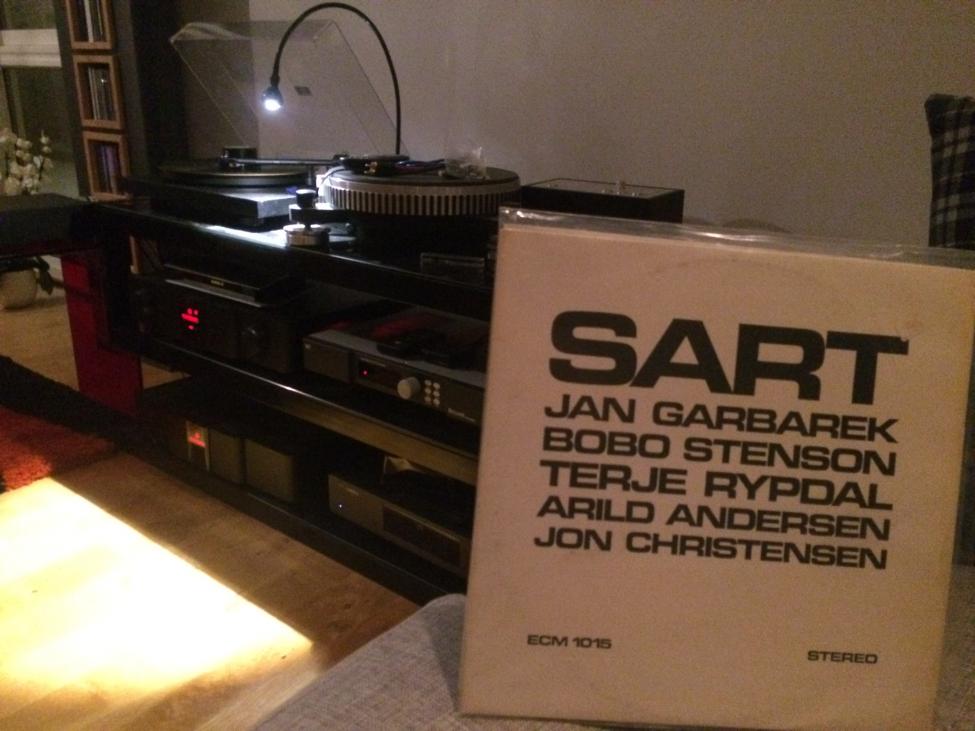 SART
JAN GARBAREK
BOBO STENSON
TERJE RYPDAL
ARILD ANDERSEN
JON CHRISTENSEN
ECM 1015
STEREO